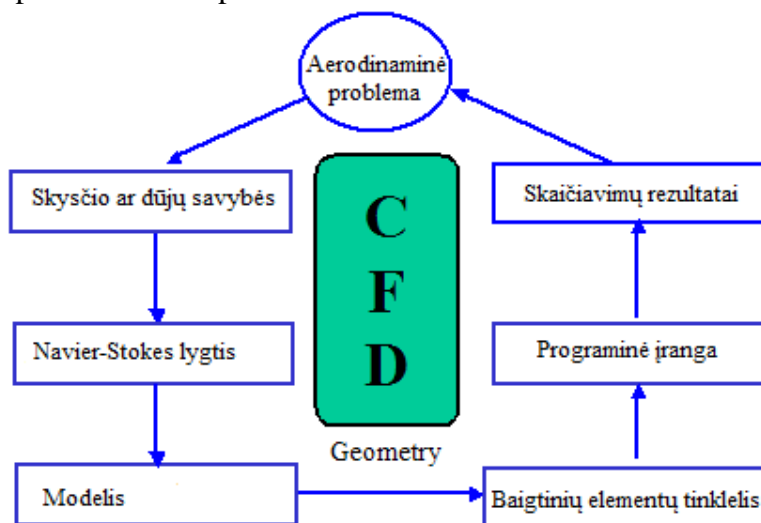 Aerodinaminė
problema
Skysčio ar dūjų savybės
Skaičiavimų rezultatai
C
F
D
Navier-Stokes lygtis
Programinė įranga
Geometry
Modelis
Baigtinių elementų tinklelis